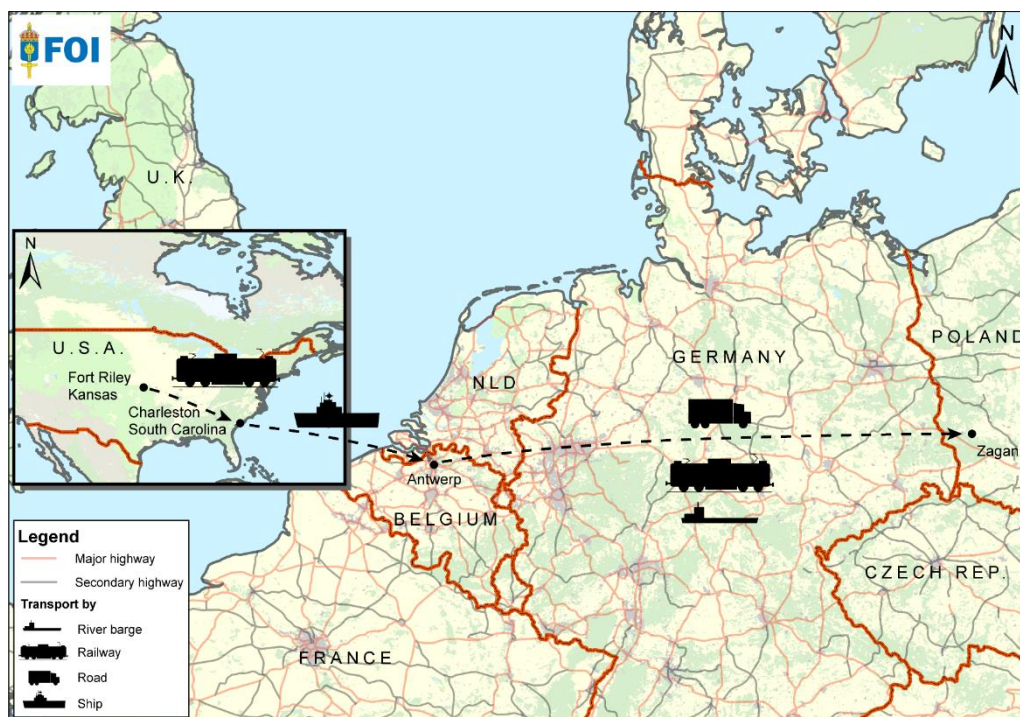 FOI
N
U.K.
N
U.S.A.
Fort Riley
Kansas
Charleston
South Carolina
NLD
GERMANY
POLAND
Zagan
Antwerp
BELGIUM
CZECH REP.
FRANCE
Legend
Major highway
Secondary highway
Transport by
River barge
Railway
Road
Ship